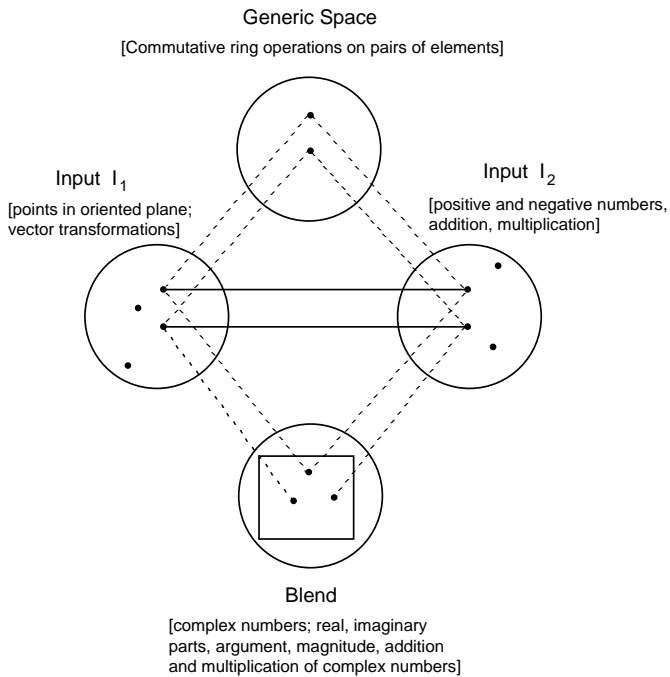 Generic Space
[Commutative ring operations on pairs of elements]
Input I1
[points in oriented plane;
vector transformations]
Input I2
[positive and negative numbers,
addition, multiplication]
Blend
[complex numbers; real, imaginary
parts, argument, magnitude, addition
and multiplication of complex numbers]